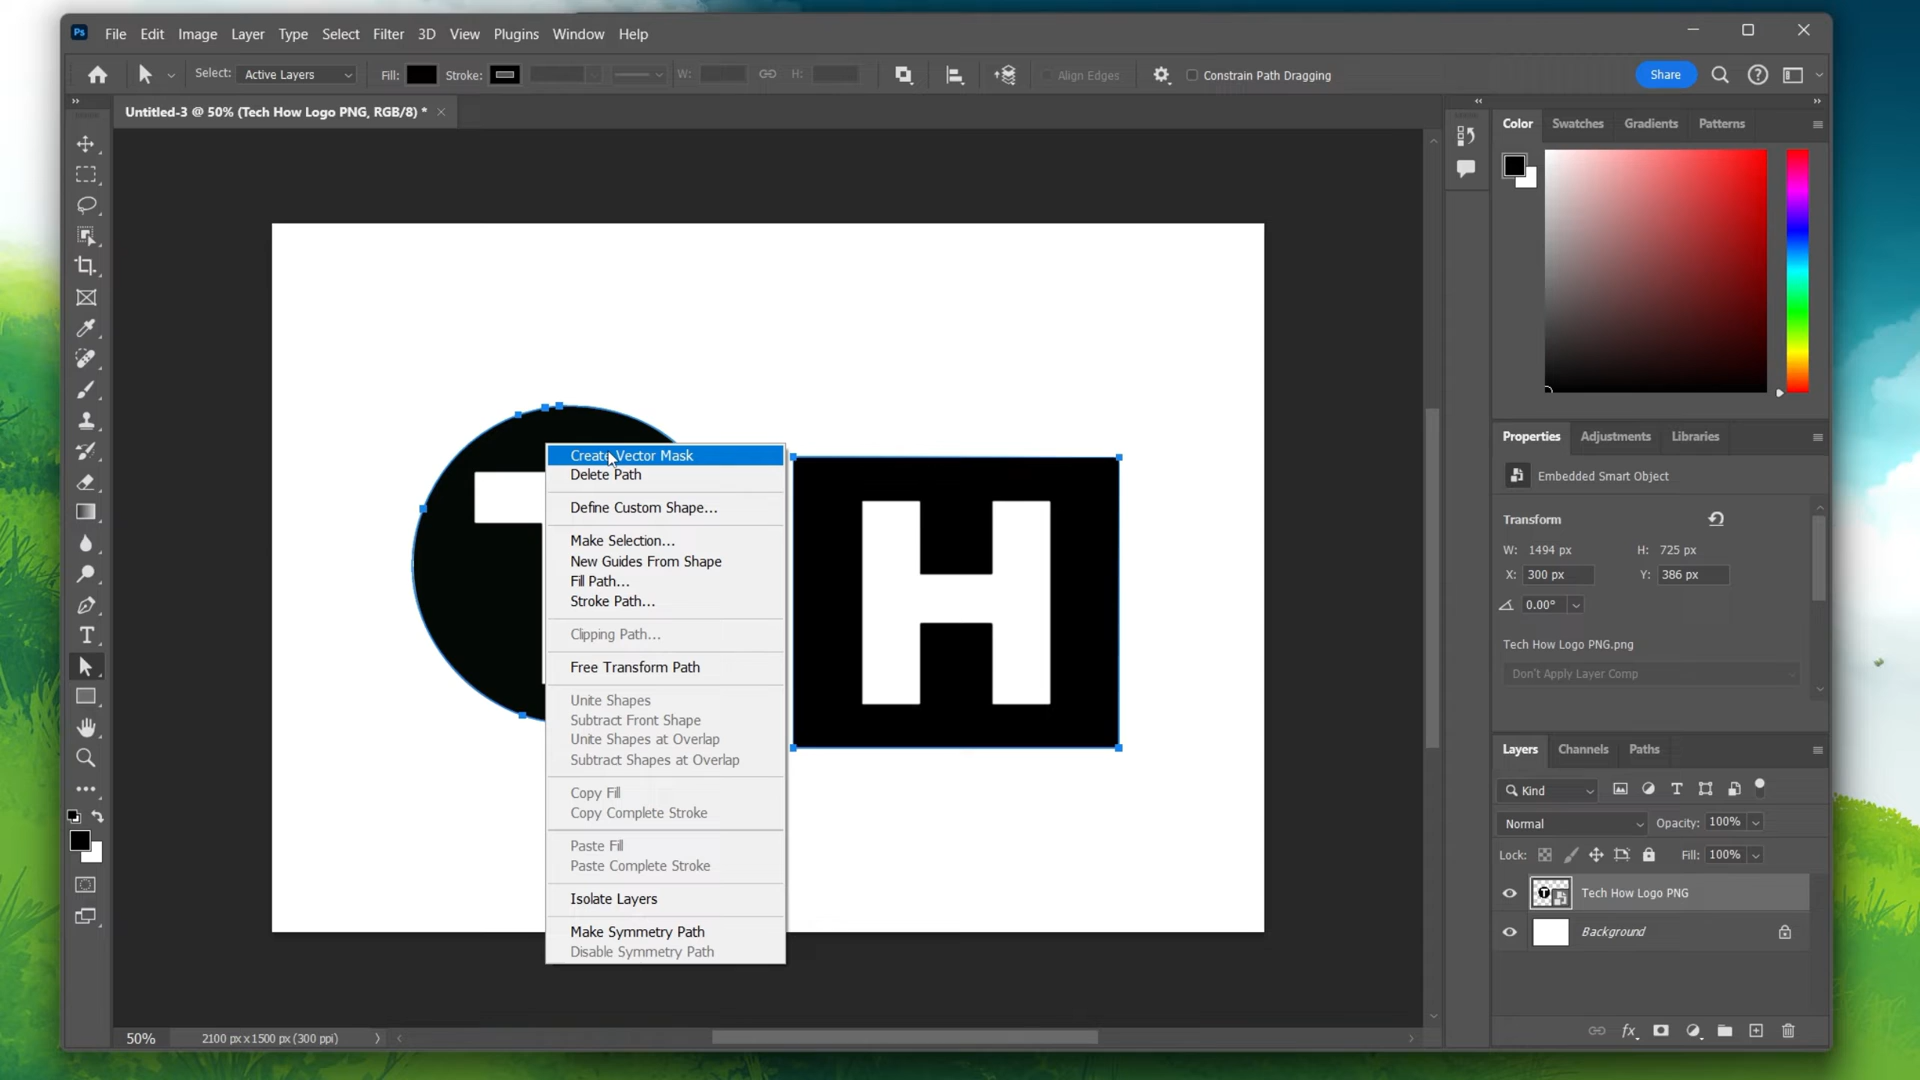 Ps File Edit Image Layer Type Select Filter 3D View Plugins Window Help
Select: Active Layers Fill: Stroke: W: H: Align Edges Constrain Path Dragging Share
Untitled-3 @ 50% (Tech How Logo PNG, RGB/8) *
Color Swatches Gradients Patterns
Create Vector Mask
Delete Path
Define Custom Shape...
Make Selection...
New Guides From Shape
Fill Path...
Stroke Path...
Clipping Path...
Free Transform Path
Unite Shapes
Subtract Front Shape
Unite Shapes at Overlap
Subtract Shapes at Overlap
Copy Fill
Copy Complete Stroke
Paste Fill
Paste Complete Stroke
Isolate Layers
Make Symmetry Path
Disable Symmetry Path
H
Properties Adjustments Libraries
Embedded Smart Object
Transform
W: 1494 px H: 725 px
X: 300 px Y: 386 px
0.00°
Tech How Logo PNG.png
Don't Apply Layer Comp
Layers Channels Paths
Kind
Normal Opacity: 100%
Lock: Fill: 100%
Tech How Logo PNG
Background
50% 2100 px x 1500 px (300 ppi)